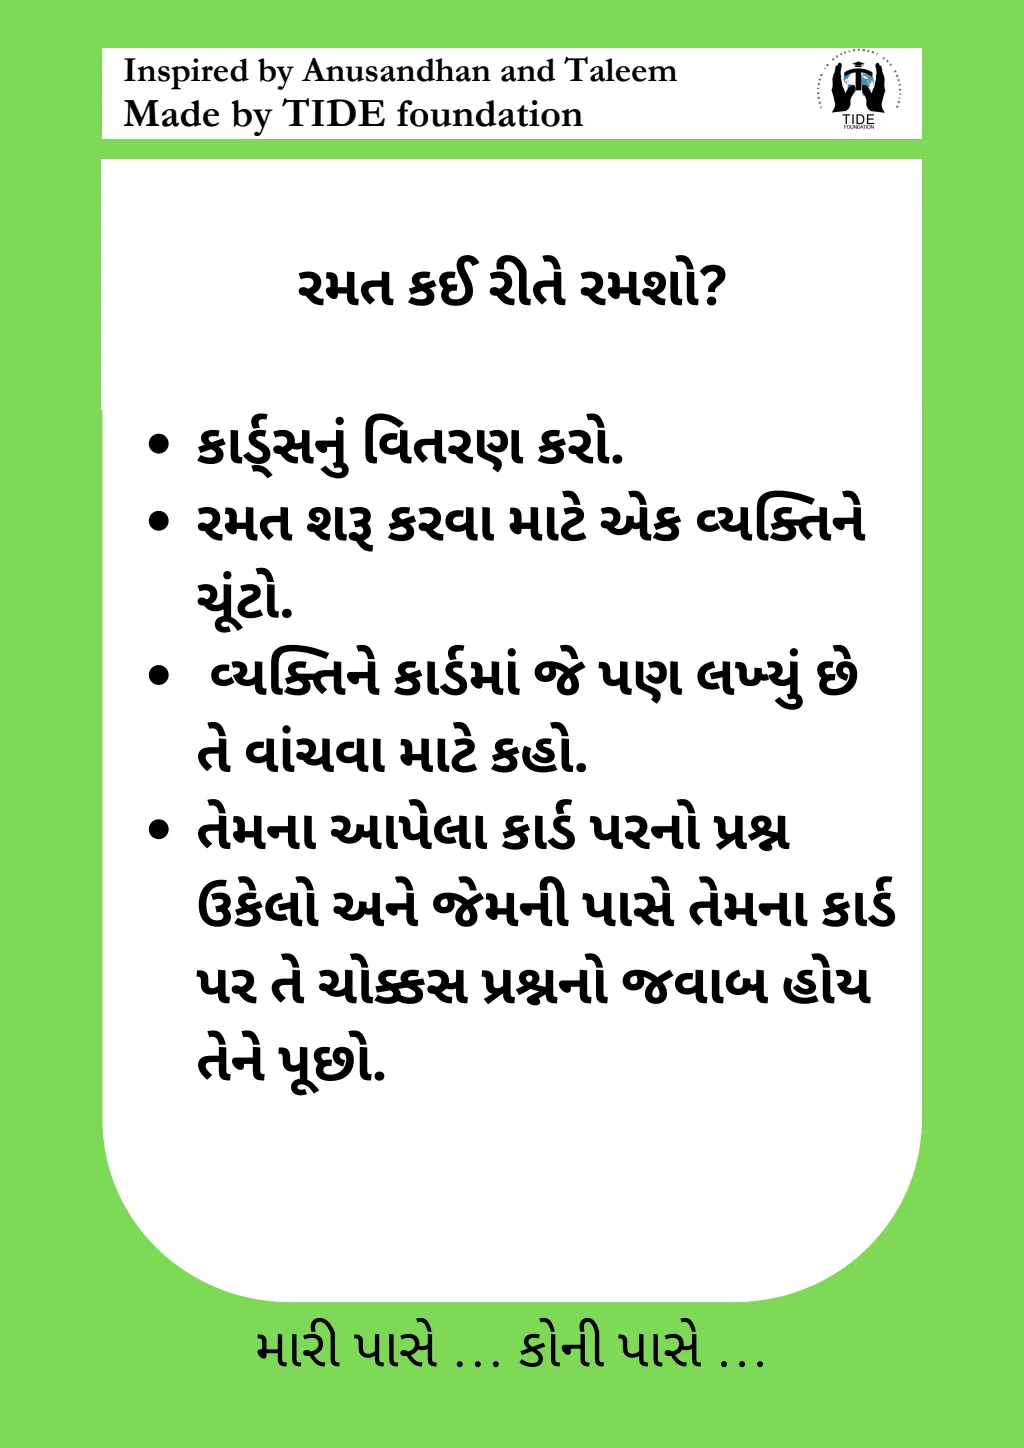 Inspired by Anusandhan and Taleem
Made by TIDE foundation
TIDE
FOUNDATION
રમત કઈ રીતે રમશો?
• કાર્ડ્સનું વિતરણ કરો.
• રમત શરૂ કરવા માટે એક વ્યક્તિને
ચૂંટો.
• વ્યક્તિને કાર્ડમાં જે પણ લખ્યું છે
તે વાંચવા માટે કહો.
• તેમના આપેલા કાર્ડ પરનો પ્રશ્ન
ઉકેલો અને જેમની પાસે તેમના કાર્ડ
પર તે ચોક્કસ પ્રશ્નનો જવાબ હોય
તેને પૂછો.
મારી પાસે ... કોની પાસે ...